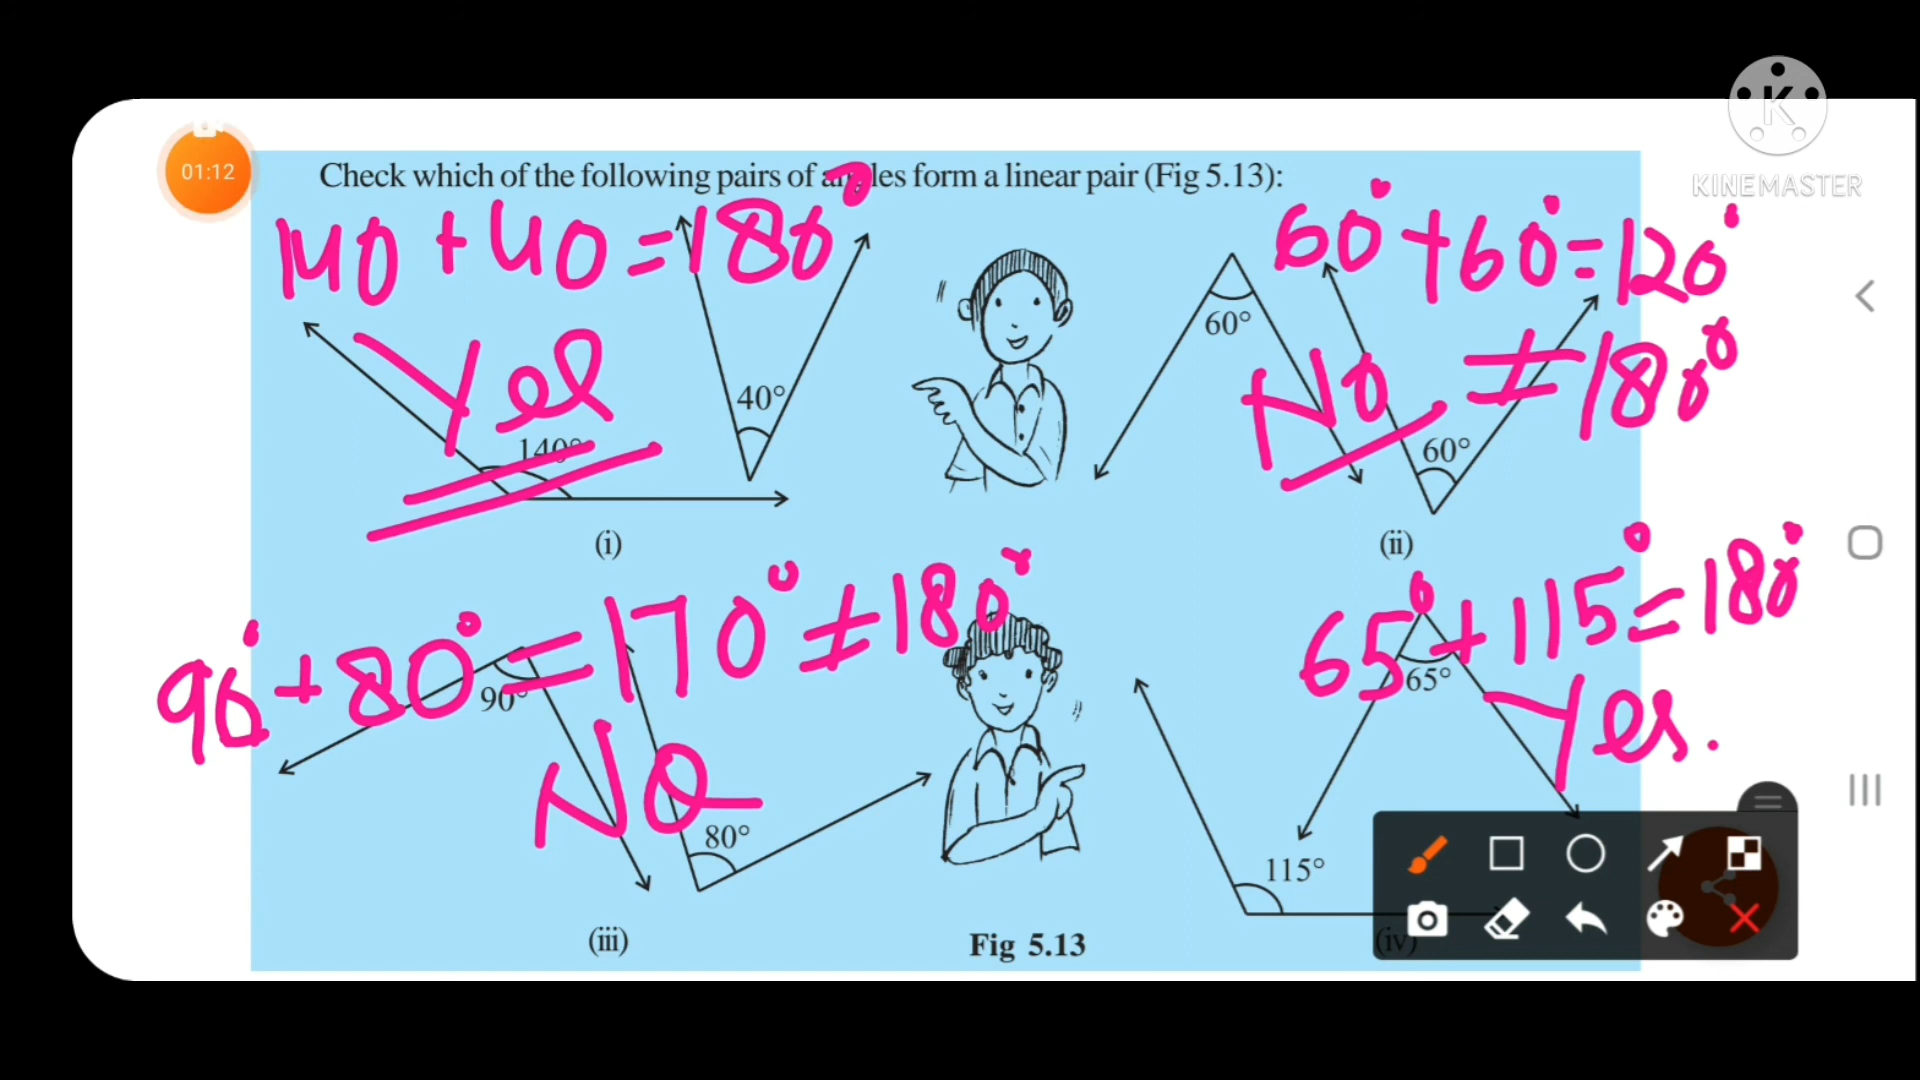 01:12
KINEMASTER
Check which of the following pairs of angles form a linear pair (Fig 5.13):
140 + 40 = 180°
60° + 60° = 120°
≠ 180°
Yes
No
140°
40°
60°
60°
(i)
(ii)
90° + 80° = 170° ≠ 180°
65° + 115° = 180°
Yes.
No
90°
80°
65°
115°
(iii)
Fig 5.13
(iv)